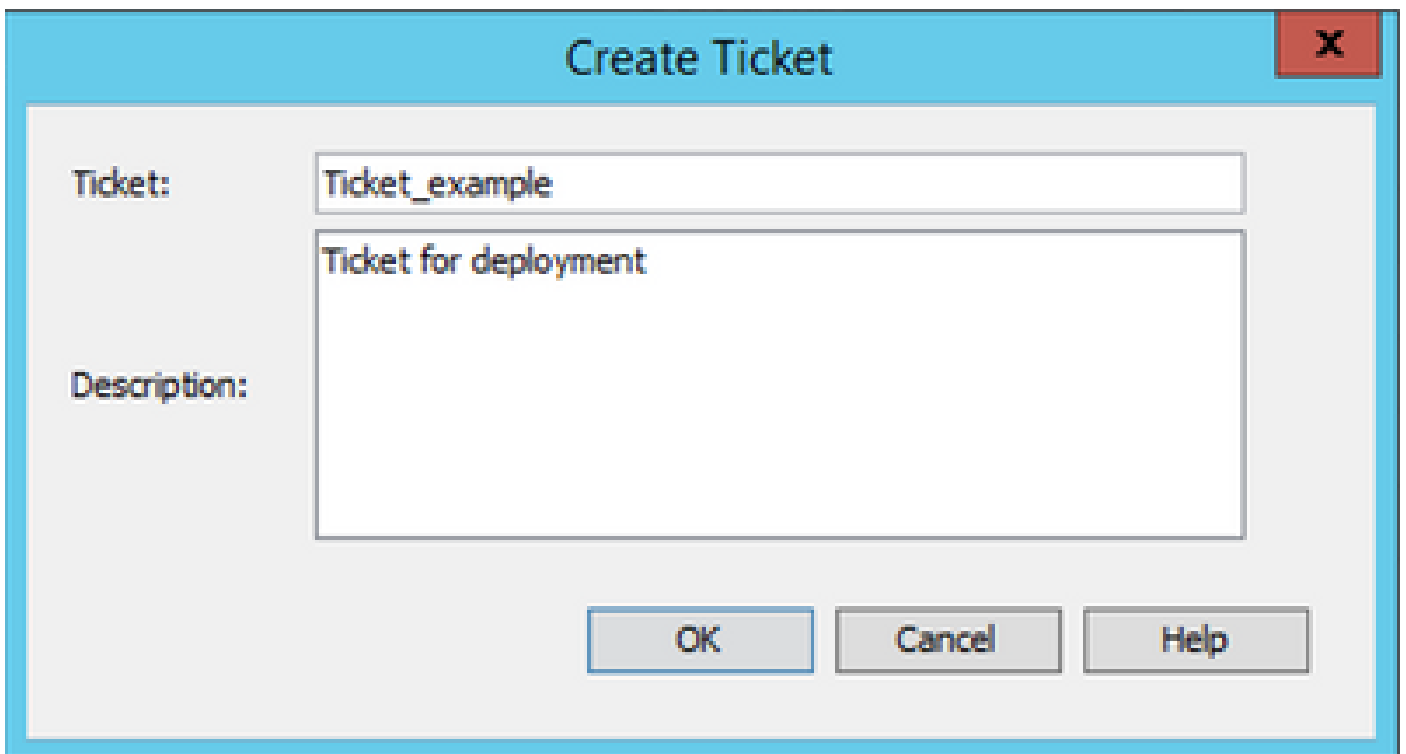 Create Ticket
x
Ticket: Ticket_example
Ticket for deployment
Description:
OK Cancel Help